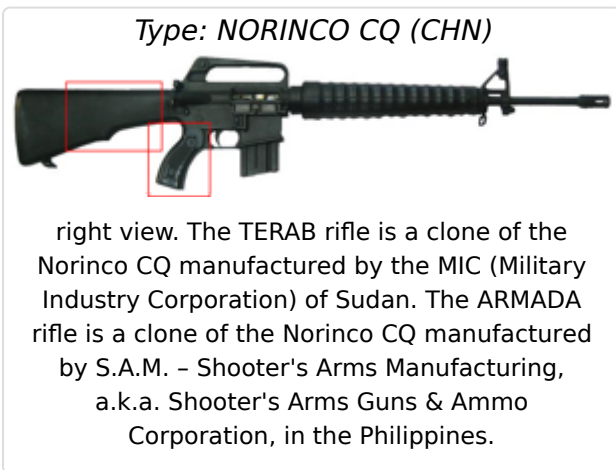 Type: NORINCO CQ (CHN)
right view. The TERAB rifle is a clone of the
Norinco CQ manufactured by the MIC (Military
Industry Corporation) of Sudan. The ARMADA
rifle is a clone of the Norinco CQ manufactured
by S.A.M. – Shooter's Arms Manufacturing,
a.k.a. Shooter's Arms Guns & Ammo
Corporation, in the Philippines.